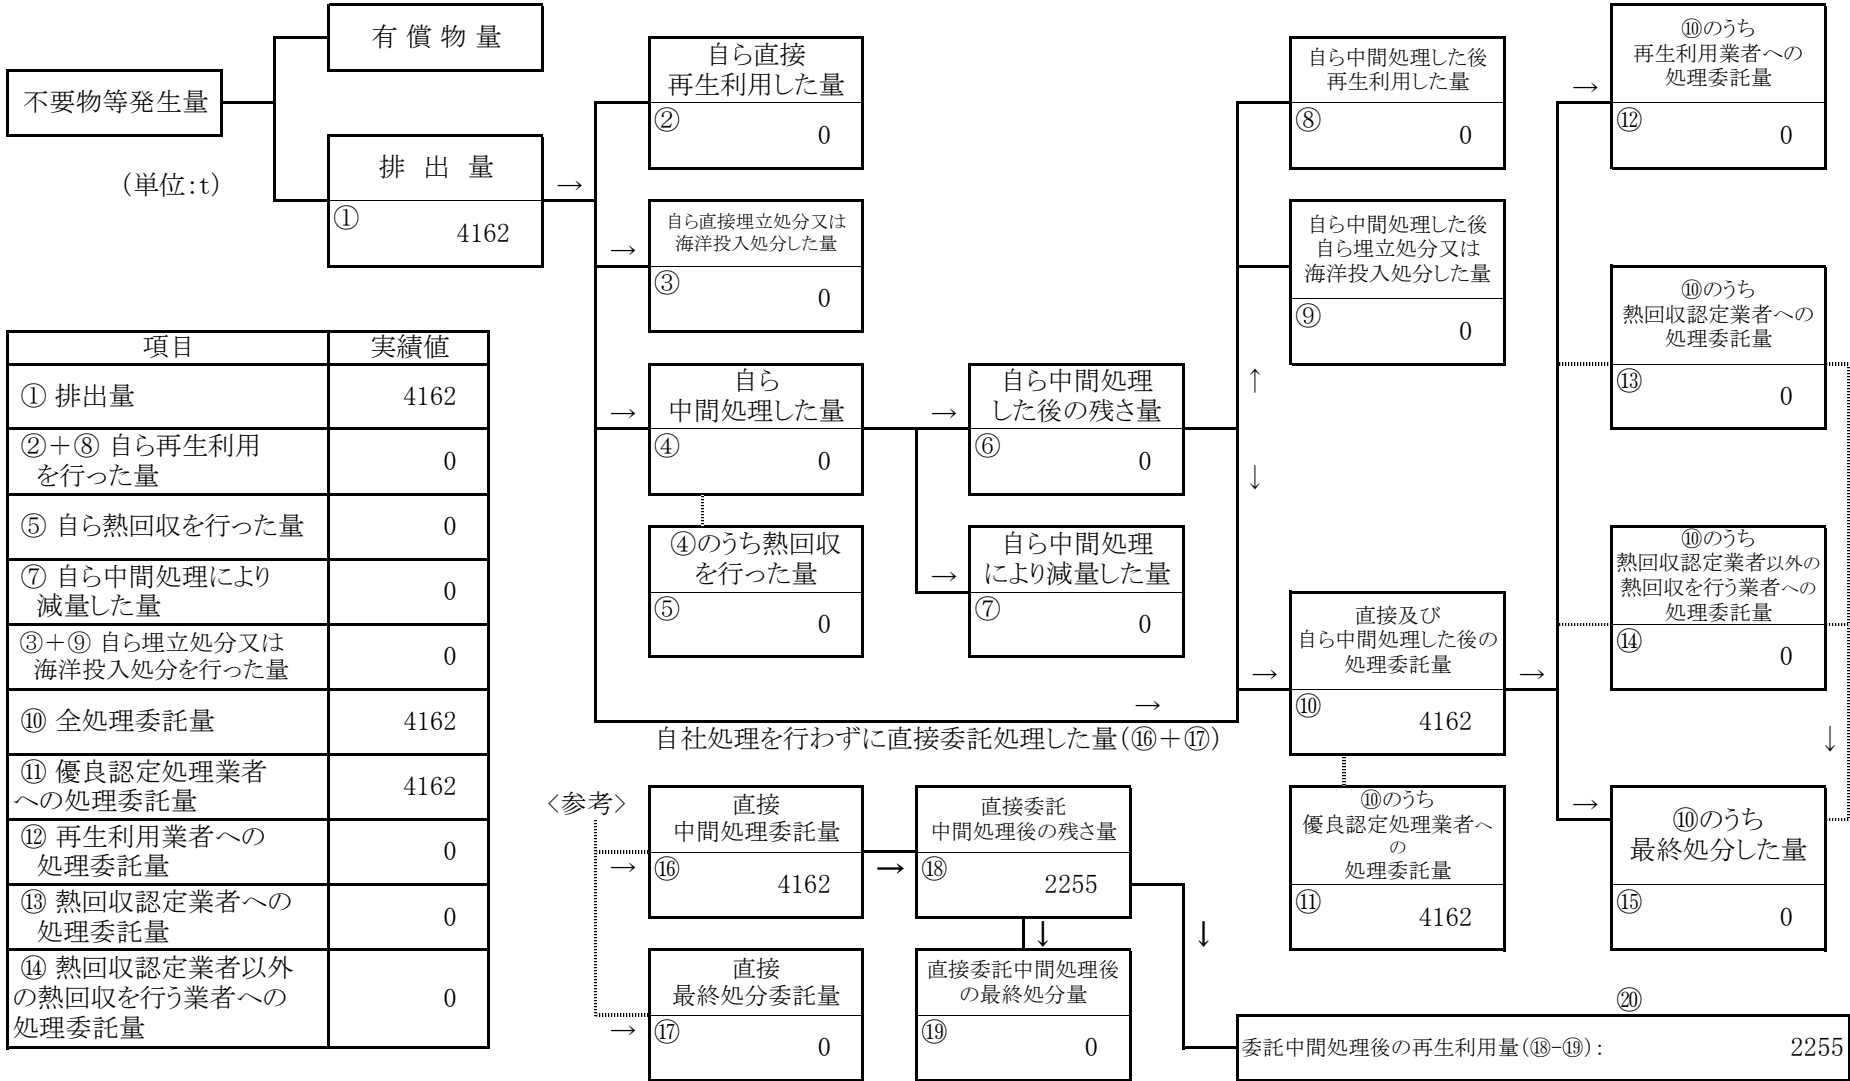 有 償 物 量
不要物等発生量
(単位:t)
排 出 量
①
4162
→
自ら直接
再生利用した量
②
0
→
自ら直接埋立処分又は
海洋投入処分した量
③
0
→
自ら
中間処理した量
④
0
④のうち熱回収
を行った量
⑤
0
→
自ら中間処理
した後の残さ量
⑥
0
→
自ら中間処理
により減量した量
⑦
0
自ら中間処理した後
再生利用した量
⑧
0
自ら中間処理した後
自ら埋立処分又は
海洋投入処分した量
⑨
0
↑
↓
→
自社処理を行わずに直接委託処理した量(⑯+⑰)
→
直接及び
自ら中間処理した後の
処理委託量
⑩
4162
⑩のうち
優良認定処理業者へ
の
処理委託量
⑪
4162
→
→
⑩のうち
再生利用業者への
処理委託量
⑫
0
⑩のうち
熱回収認定業者への
処理委託量
⑬
0
⑩のうち
熱回収認定業者以外の
熱回収を行う業者への
処理委託量
⑭
0
↓
→
⑩のうち
最終処分した量
⑮
0
項目 実績値
① 排出量 4162
②+⑧ 自ら再生利用
を行った量 0
⑤ 自ら熱回収を行った量 0
⑦ 自ら中間処理により
減量した量 0
③+⑨ 自ら埋立処分又は
海洋投入処分を行った量 0
⑩ 全処理委託量 4162
⑪ 優良認定処理業者
への処理委託量 4162
⑫ 再生利用業者への
処理委託量 0
⑬ 熱回収認定業者への
処理委託量 0
⑭ 熱回収認定業者以外
の熱回収を行う業者への
処理委託量 0
〈参考〉
→
直接
中間処理委託量
⑯
4162
→
直接委託
中間処理後の残さ量
⑱
2255
↓
↓
→
直接
最終処分委託量
⑰
0
直接委託中間処理後
の最終処分量
⑲
0
⑳
委託中間処理後の再生利用量(⑱-⑲): 2255